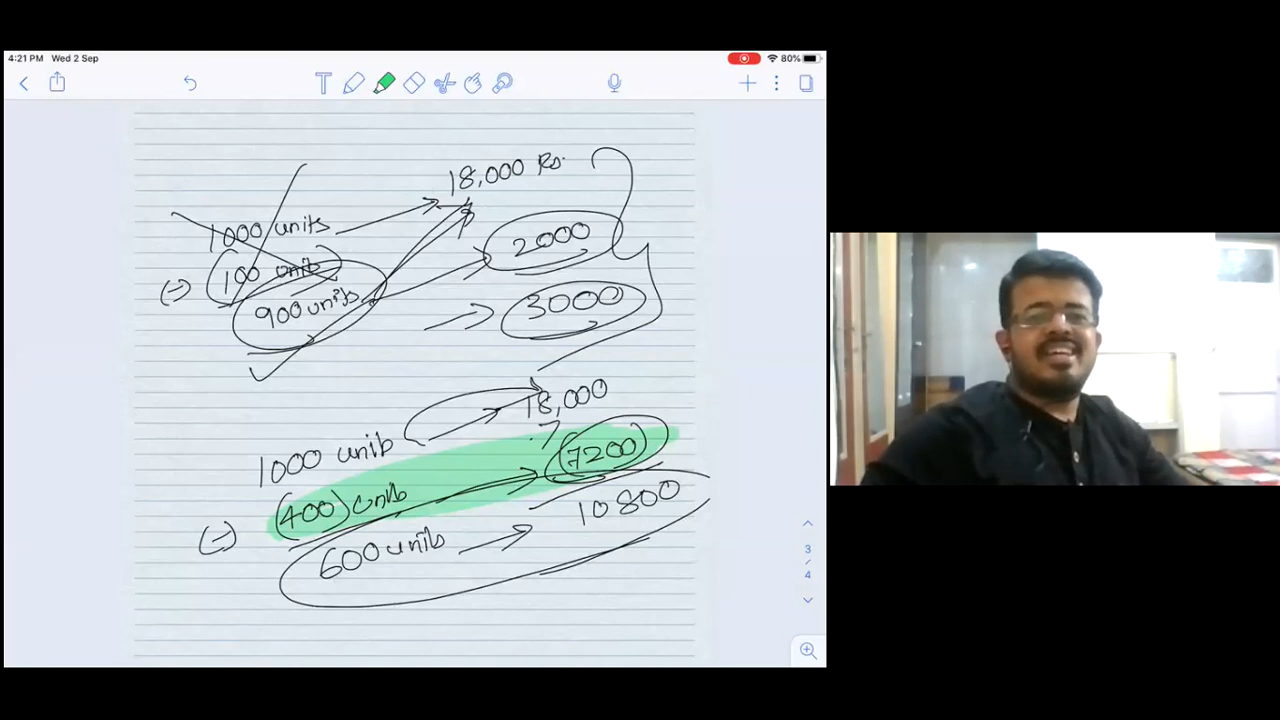 4:21 PM Wed 2 Sep
80%
18,000 Rs.
1000 units
2000
(-) 100 units
900 units
3000
18,000
1000 units
7200
(400) units
10800
(-)
600 units
3
4